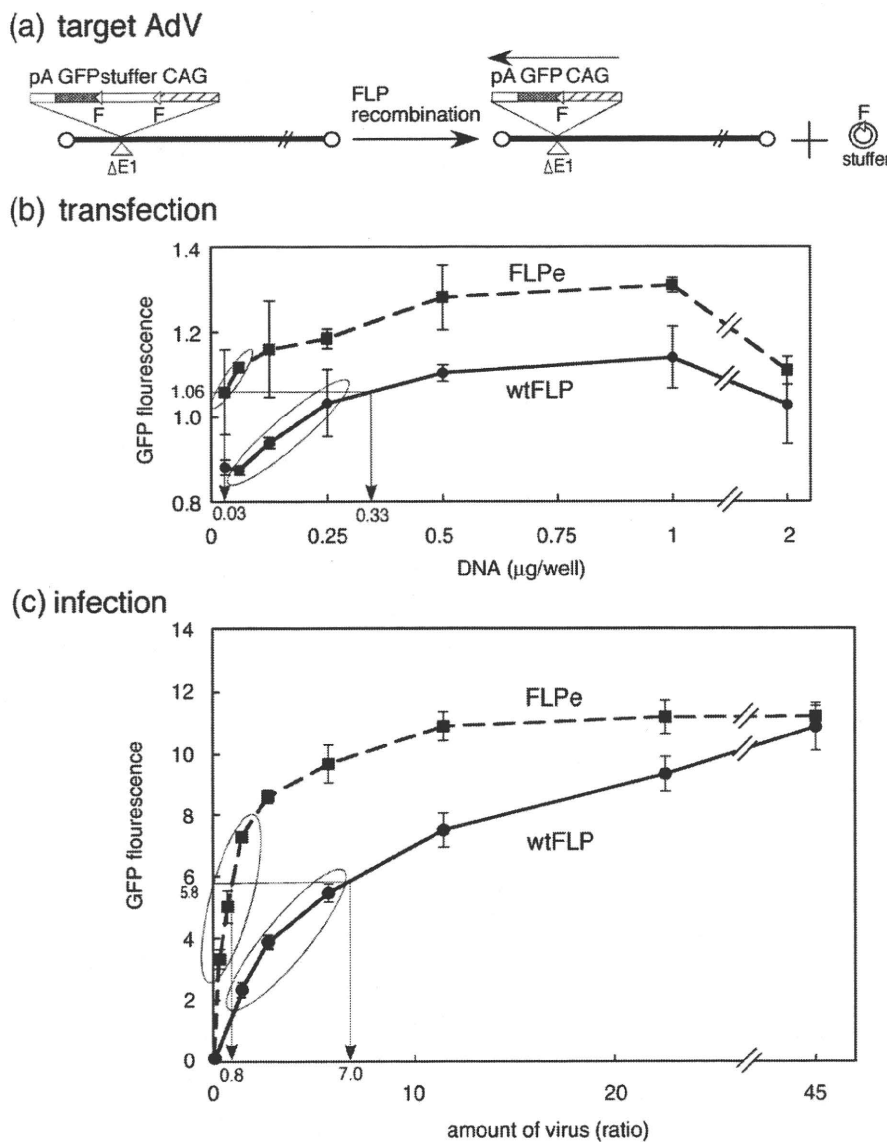 (a) target AdV
pA GFPstuffer CAG
F F
ΔE1
FLP
recombination
pA GFP CAG
F
ΔE1
F
stuffer
(b) transfection
GFP flourescence
1.4
1.2
1.06
1.0
0.8
FLPe
wtFLP
0.03
0.33
0 0.25 0.5 0.75 1 2
DNA (μg/well)
(c) infection
GFP flourescence
14
12
10
8
6
5.8
4
2
0
FLPe
wtFLP
0.8
7.0
0 10 20 45
amount of virus (ratio)